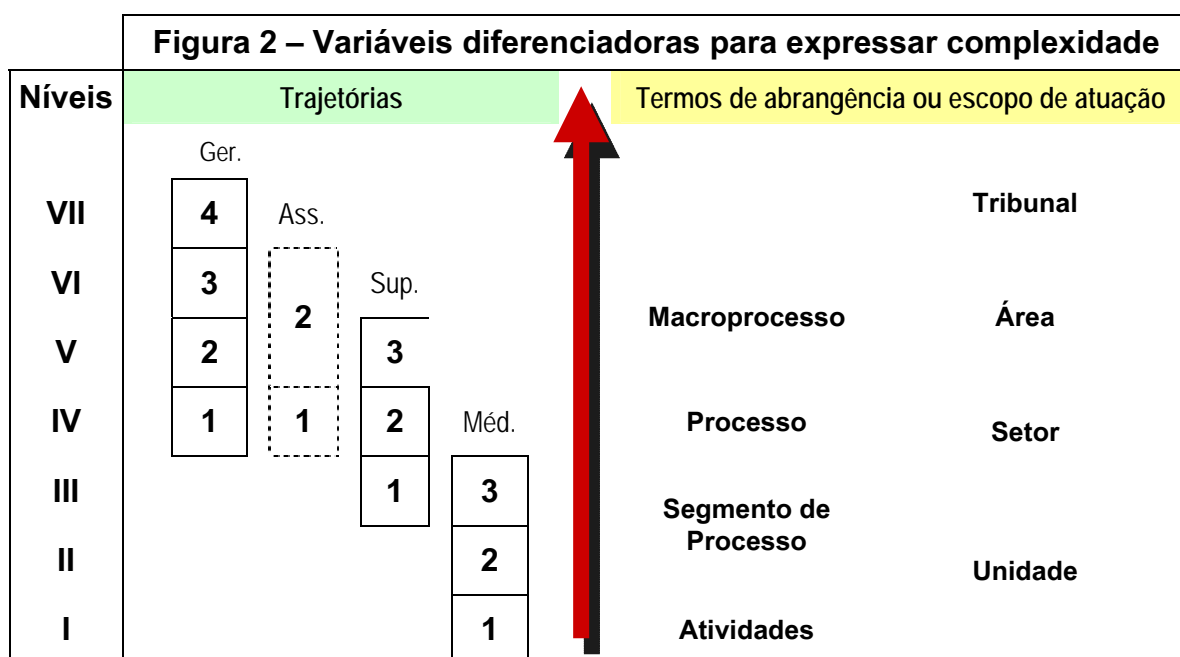 Figura 2 – Variáveis diferenciadoras para expressar complexidade
Níveis Trajetórias Termos de abrangência ou escopo de atuação
Ger.
VII 4 Ass. Tribunal
VI 3 Sup.
2 Macroprocesso Área
V 2 3
IV 1 1 2 Méd. Processo Setor
III 1 3
Segmento de
Processo
II 2 Unidade
I 1 Atividades